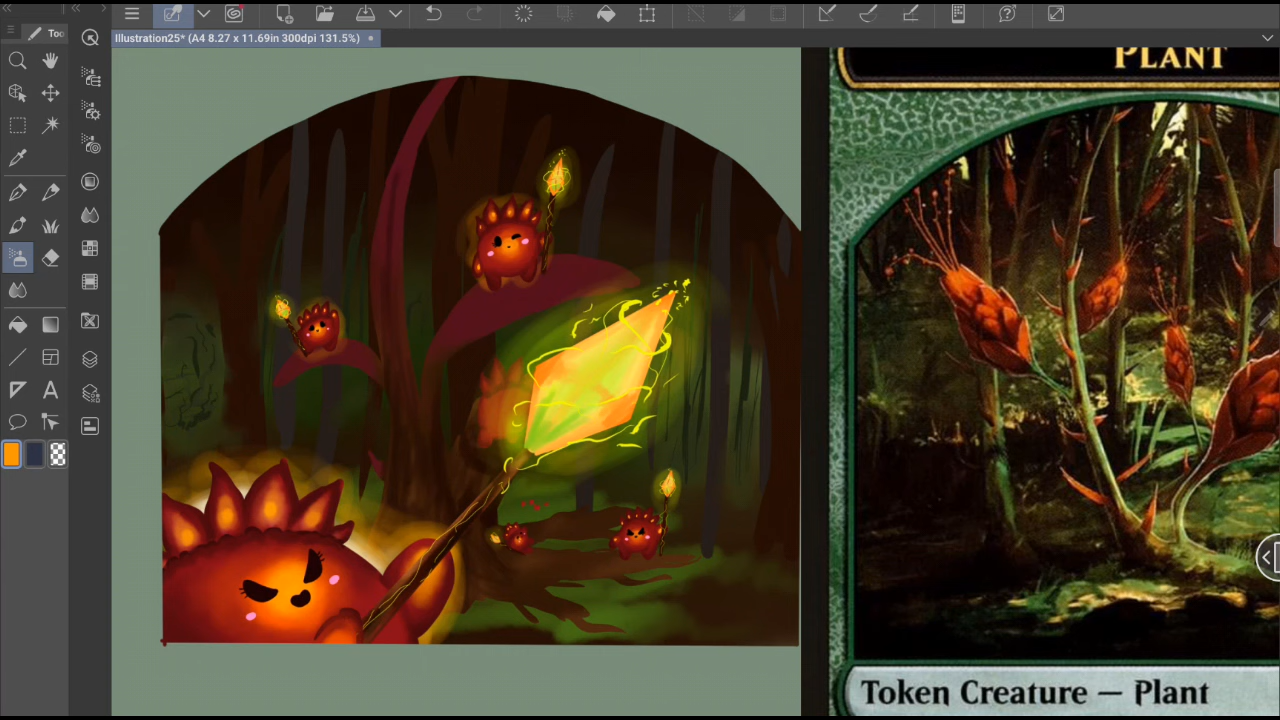 Too
Illustration25* (A4 8.27 x 11.69in 300dpi 131.5%)
PLANT
Token Creature — Plant